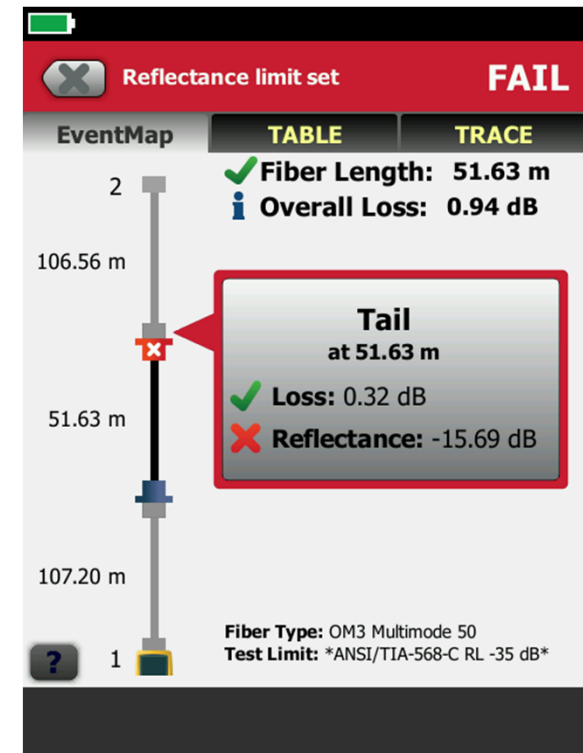 Reflectance limit set FAIL
EventMap TABLE TRACE
Fiber Length: 51.63 m
Overall Loss: 0.94 dB
2
106.56 m
Tail
at 51.63 m
Loss: 0.32 dB
Reflectance: -15.69 dB
51.63 m
107.20 m
Fiber Type: OM3 Multimode 50
Test Limit: *ANSI/TIA-568-C RL -35 dB*
? 1